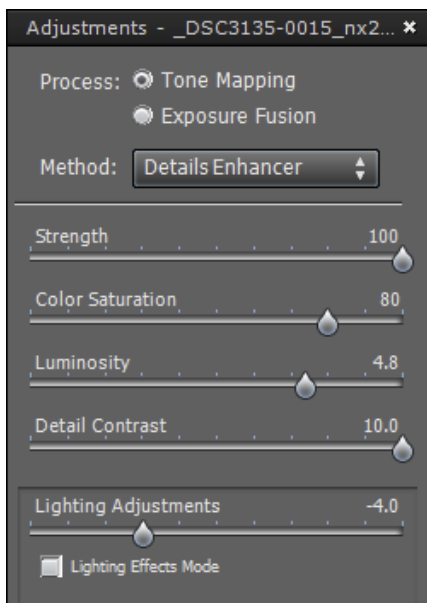 Adjustments - _DSC3135-0015_nx2...
Process: Tone Mapping
Exposure Fusion
Method: Details Enhancer
Strength 100
Color Saturation 80
Luminosity 4.8
Detail Contrast 10.0
Lighting Adjustments -4.0
Lighting Effects Mode